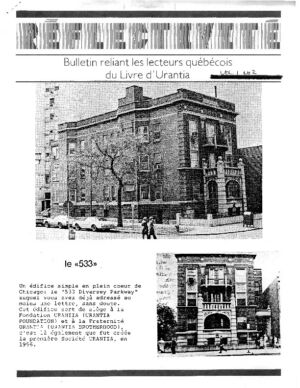 RÉFLECTIVITÉ
Bulletin reliant les lecteurs québécois
du Livre d'Urantia
le «533»
Un édifice simple en plein coeur de
Chicago: le "533 Diversey Parkway"
auquel vous avez déjà adressé au
moins une lettre, sans doute.
Cet édifice sert de siège à la
Fondation URANTIA (URANTIA
FOUNDATION) et à la Fraternité
URANTIA (URANTIA BROTHERHOOD).
C'est là également que fut créée
la première Société URANTIA, en
1956.